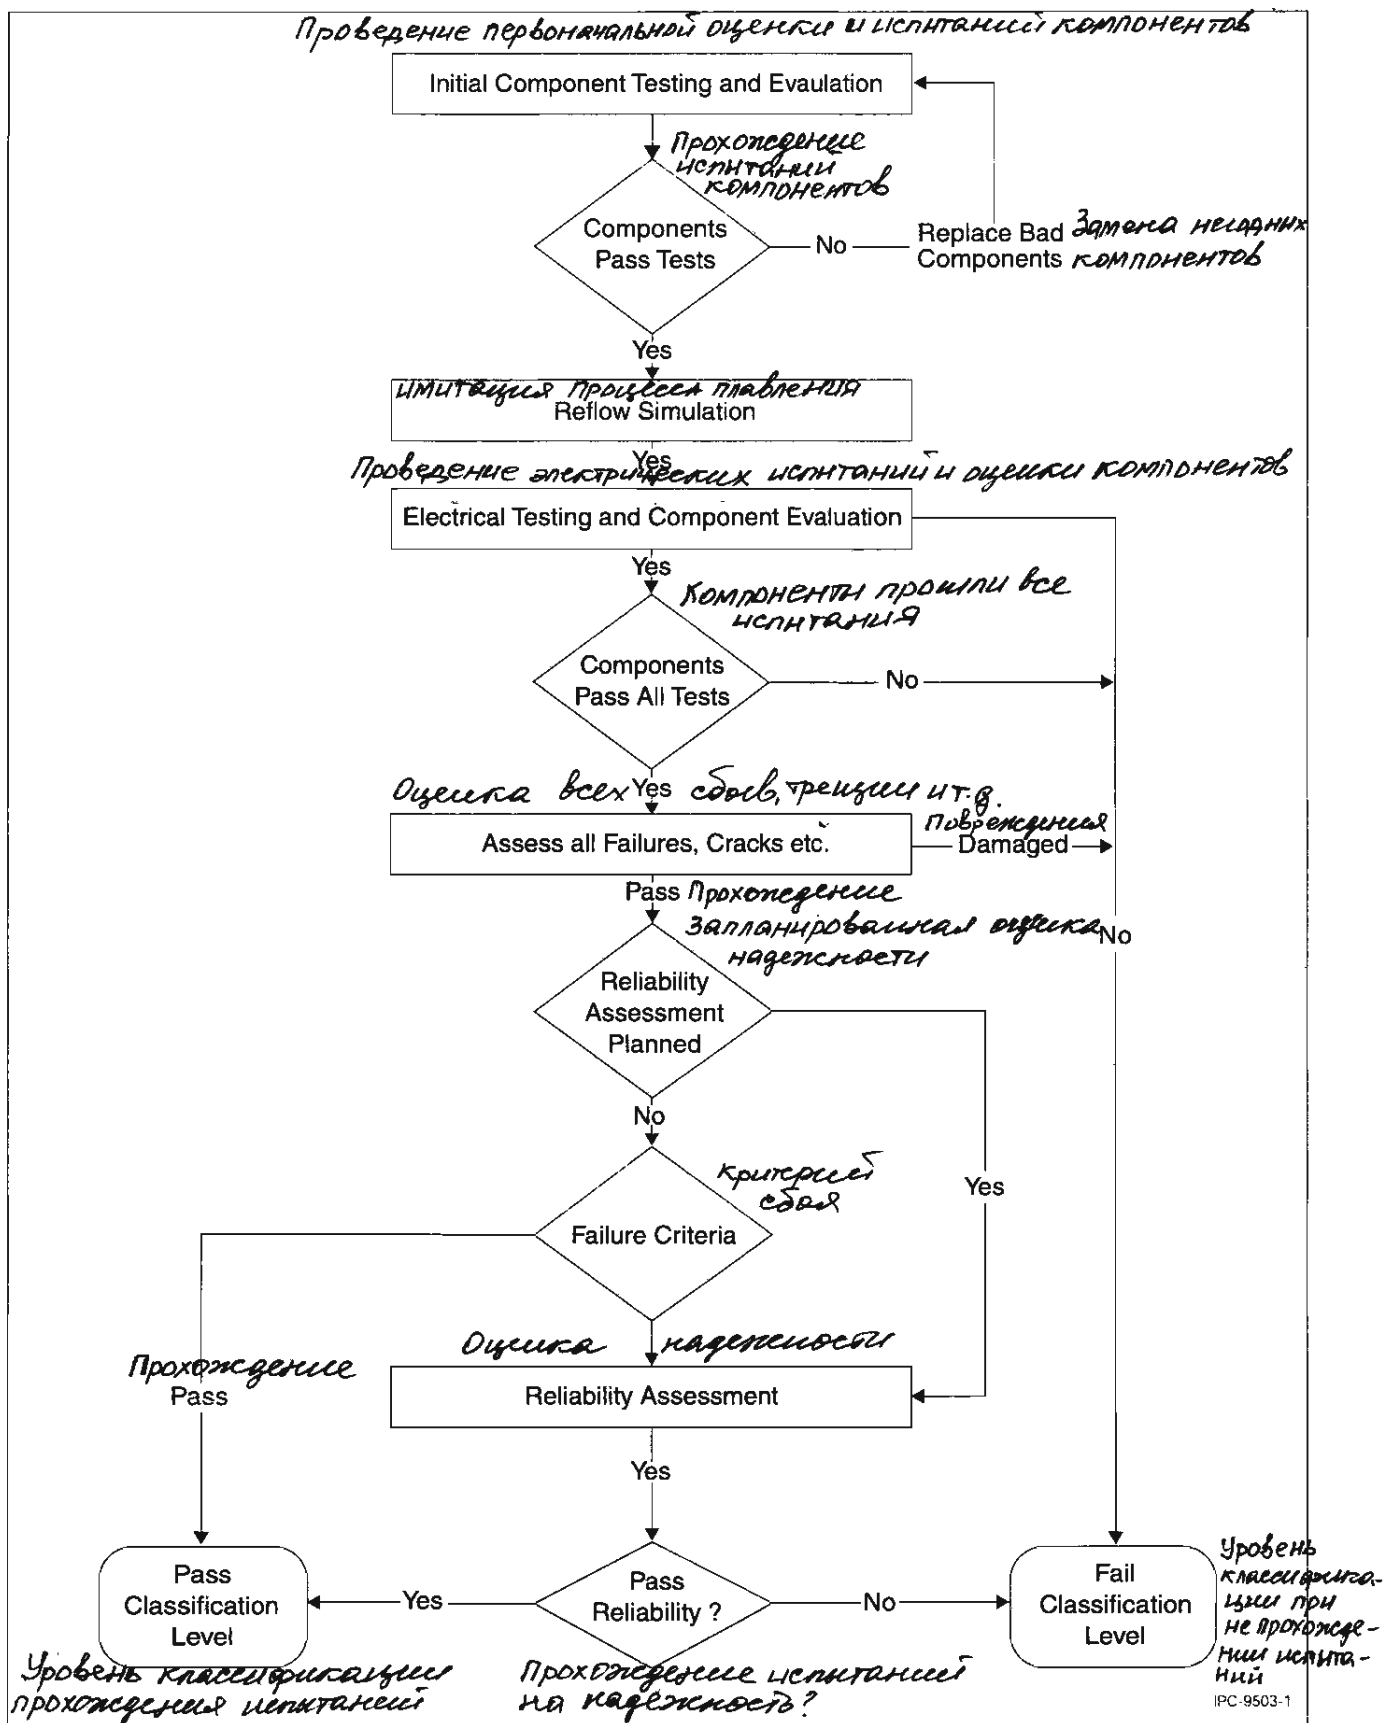 Проведение первоначальной оценки и испытаний компонентов
Initial Component Testing and Evaulation
Прохождение
испытаний
компонентов
Components
Pass Tests
No
Replace Bad
Components
Замена негодных
компонентов
Yes
имитация процесса плавления
Reflow Simulation
Yes
Проведение электрических испытаний и оценки компонентов
Electrical Testing and Component Evaluation
Yes
Компоненты прошли все
испытания
Components
Pass All Tests
No
Yes
Оценка всех сбоев, трещин и т.д.
Assess all Failures, Cracks etc.
Повреждения
Damaged
Pass Прохождение
Запланированная оценка
надежности
No
Reliability
Assessment
Planned
No
Yes
критерий
сбоя
Failure Criteria
Оценка надежности
Прохождение
Pass
Reliability Assessment
Yes
Pass
Classification
Level
Yes
Pass
Reliability ?
No
Fail
Classification
Level
Уровень
классифика-
ции при
не прохожде-
нии испыта-
ний
Уровень классификации
прохождения испытаний
Прохождение испытаний
на надежность?
IPC-9503-1